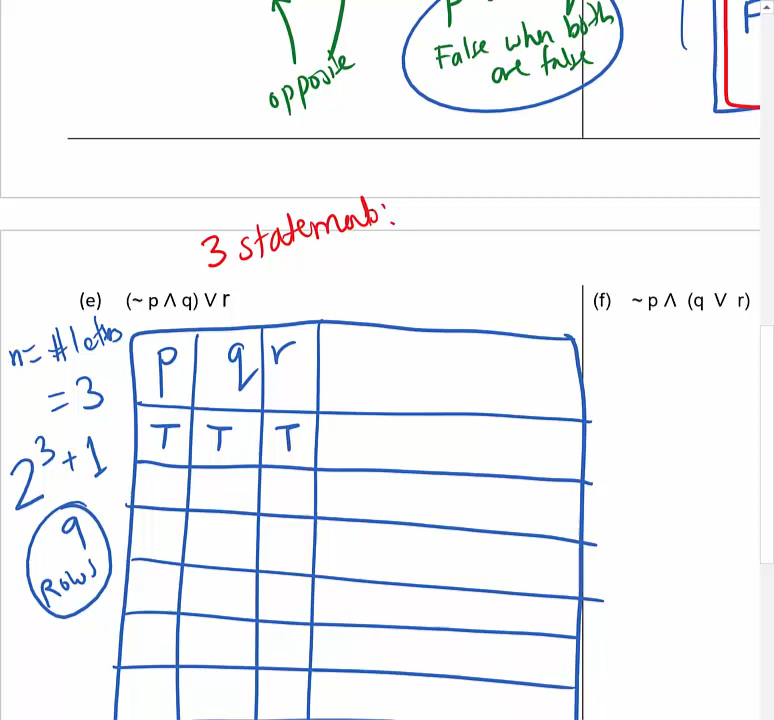 F
False when both
are false
opposite
3 statements:
(e) (~ p Λ q) V r
(f) ~ p Λ (q V r)
n= #letters
= 3
2³+1
9
Rows
p q r
T T T